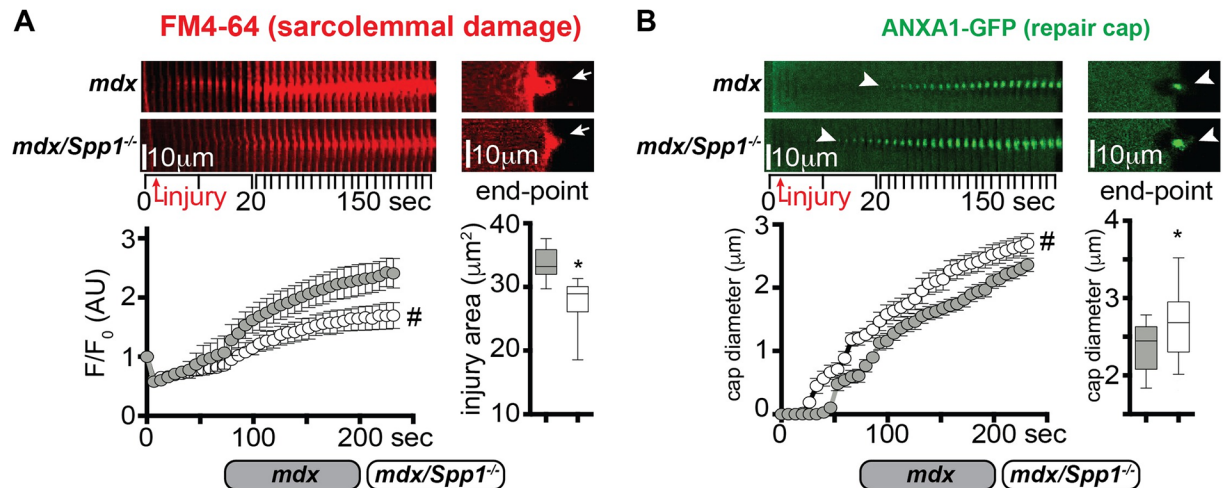 A
FM4-64 (sarcolemmal damage)
mdx
mdx/Spp1-/-
10μm
10μm
0 injury 20 150 sec
end-point
F/F0 (AU)
3
2
1
0
0 100 200 sec
#
injury area (μm2)
40
30
20
10
*
mdx
mdx/Spp1-/-
B
ANXA1-GFP (repair cap)
mdx
mdx/Spp1-/-
10μm
10μm
0 injury 20 150 sec
end-point
cap diameter (μm)
3
2
1
0
0 100 200 sec
#
cap diameter (μm)
4
3
2
*
mdx
mdx/Spp1-/-